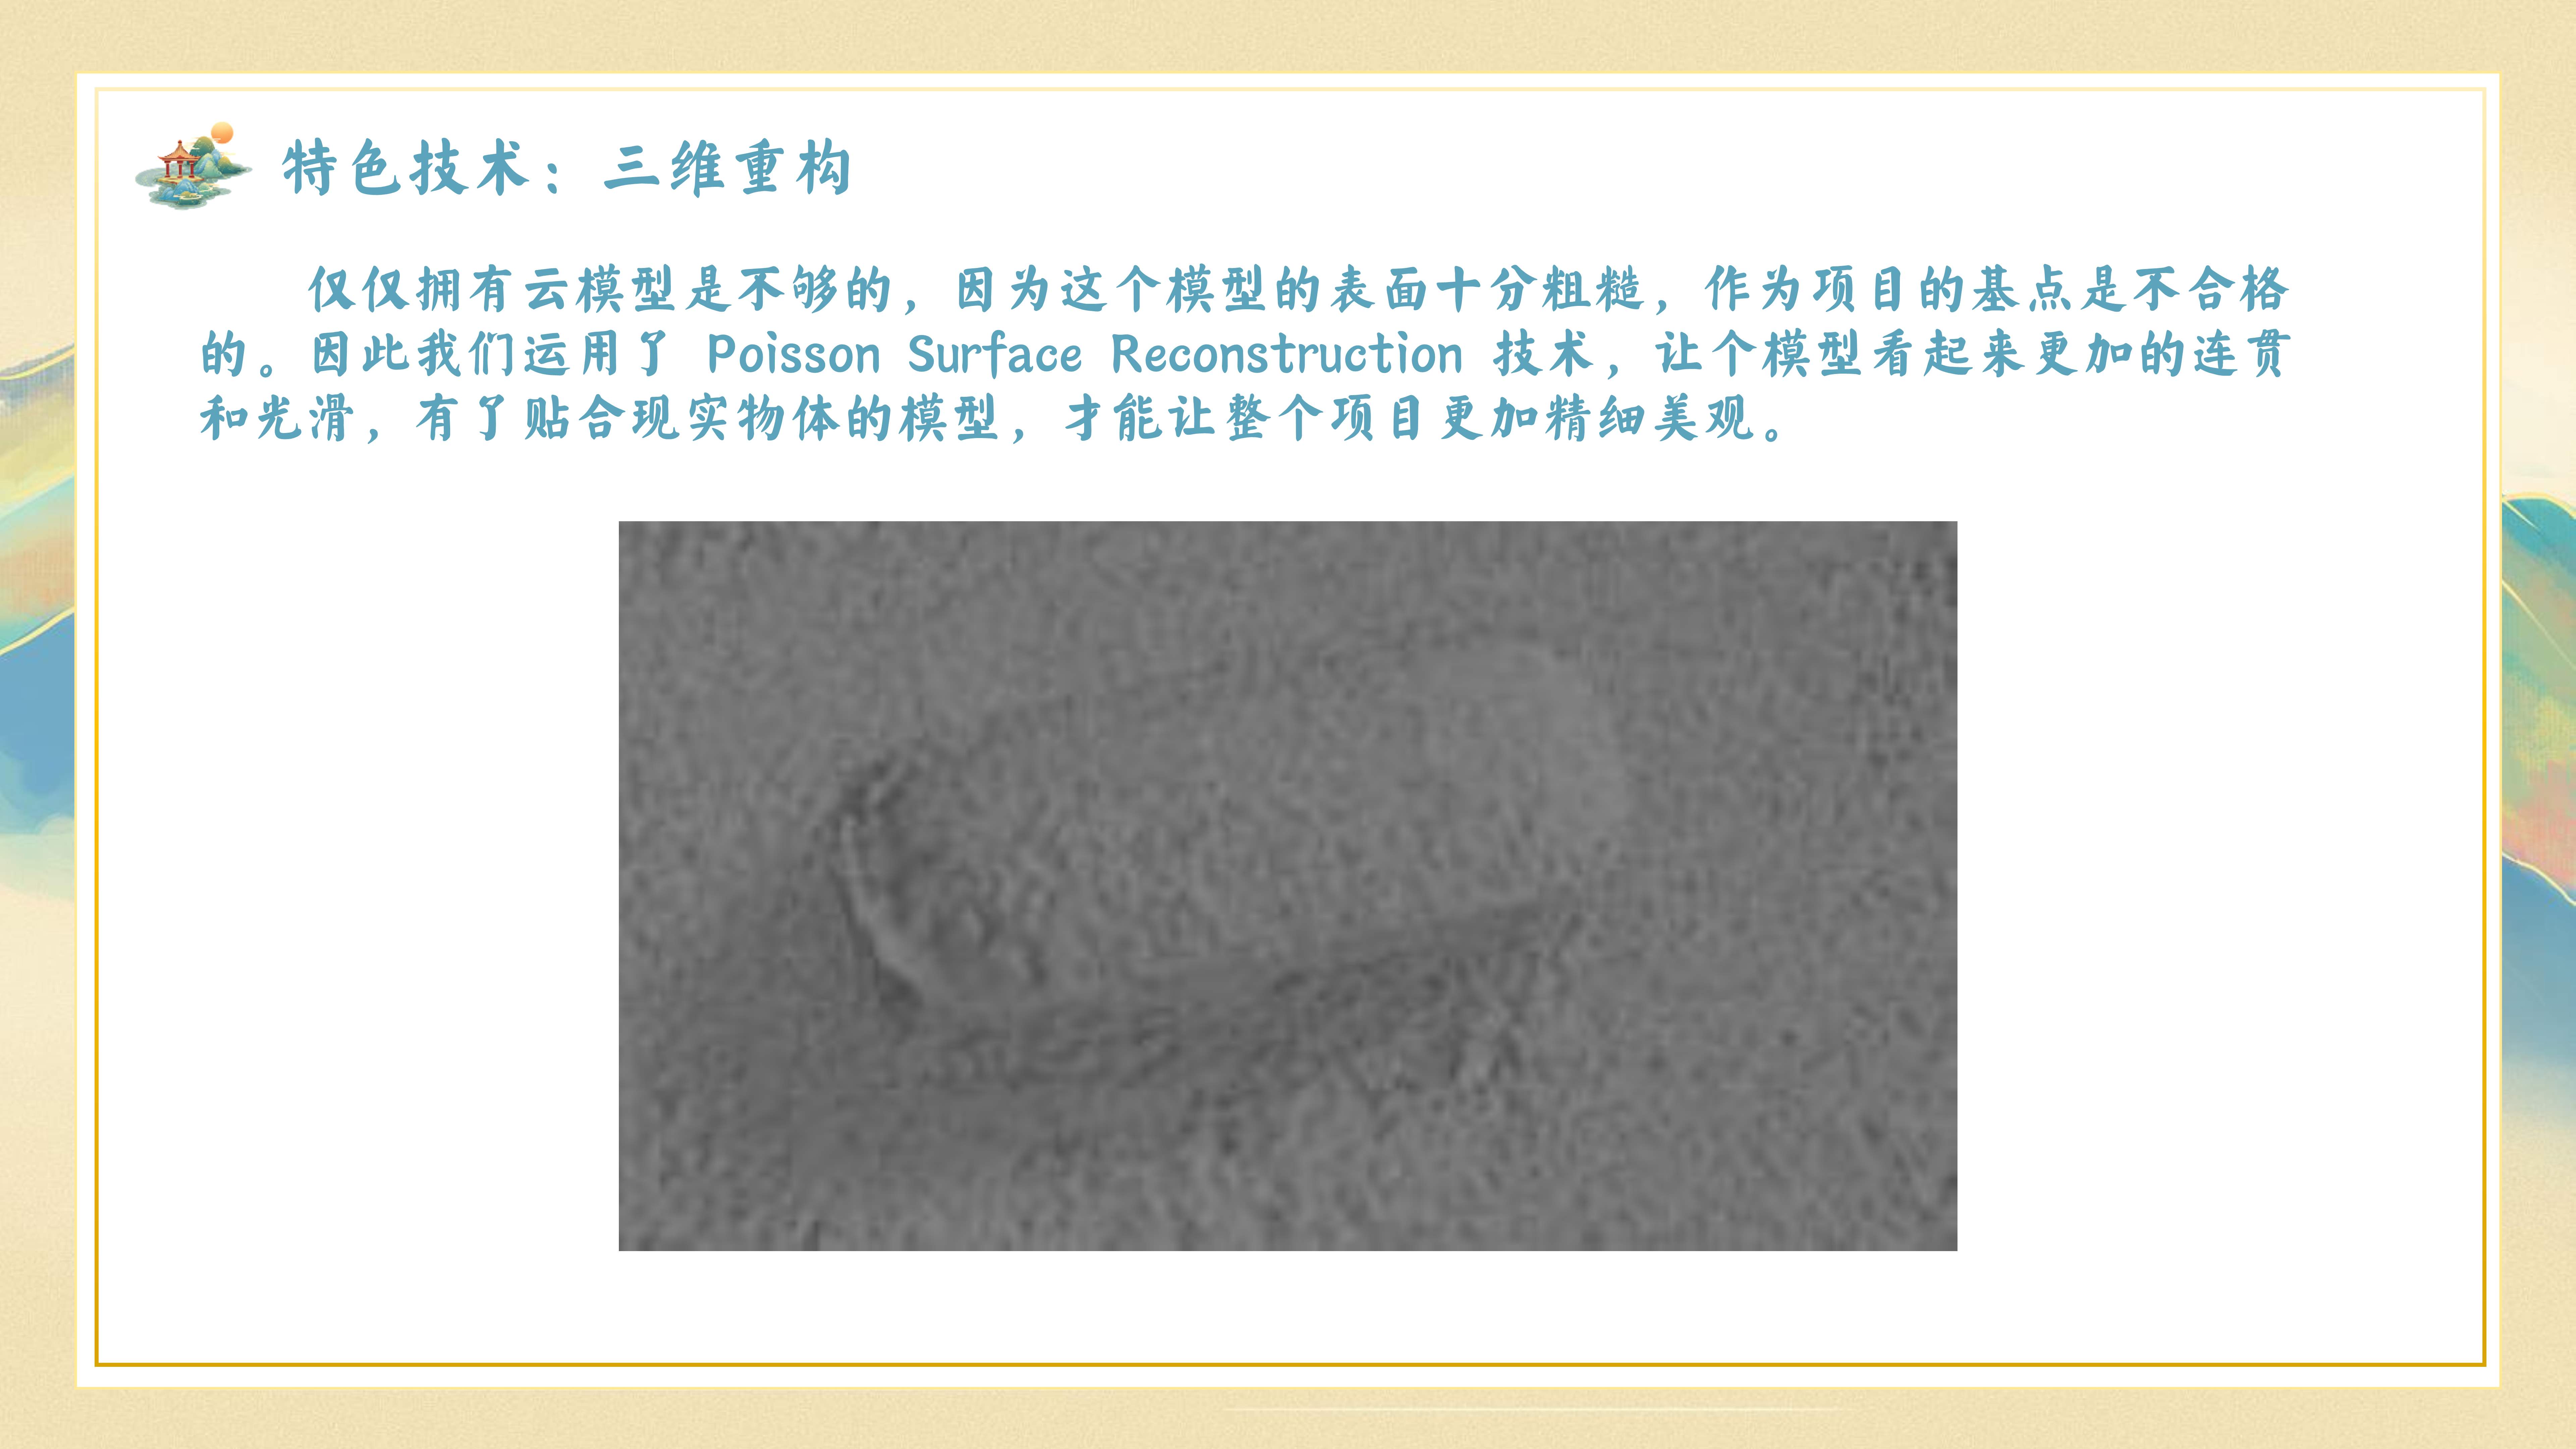 特色技术：三维重构
仅仅拥有云模型是不够的，因为这个模型的表面十分粗糙，作为项目的基点是不合格
的。因此我们运用了 Poisson Surface Reconstruction 技术，让个模型看起来更加的连贯
和光滑，有了贴合现实物体的模型，才能让整个项目更加精细美观。